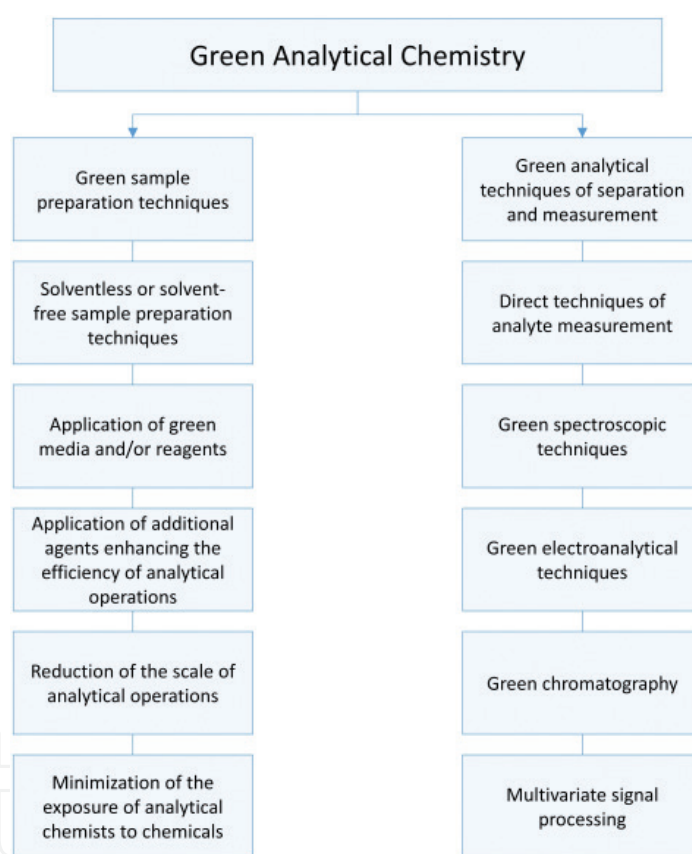 Green Analytical Chemistry
Green sample
preparation techniques
Solventless or solvent-
free sample preparation
techniques
Application of green
media and/or reagents
Application of additional
agents enhancing the
efficiency of analytical
operations
Reduction of the scale of
analytical operations
Minimization of the
exposure of analytical
chemists to chemicals
Green analytical
techniques of separation
and measurement
Direct techniques of
analyte measurement
Green spectroscopic
techniques
Green electroanalytical
techniques
Green chromatography
Multivariate signal
processing